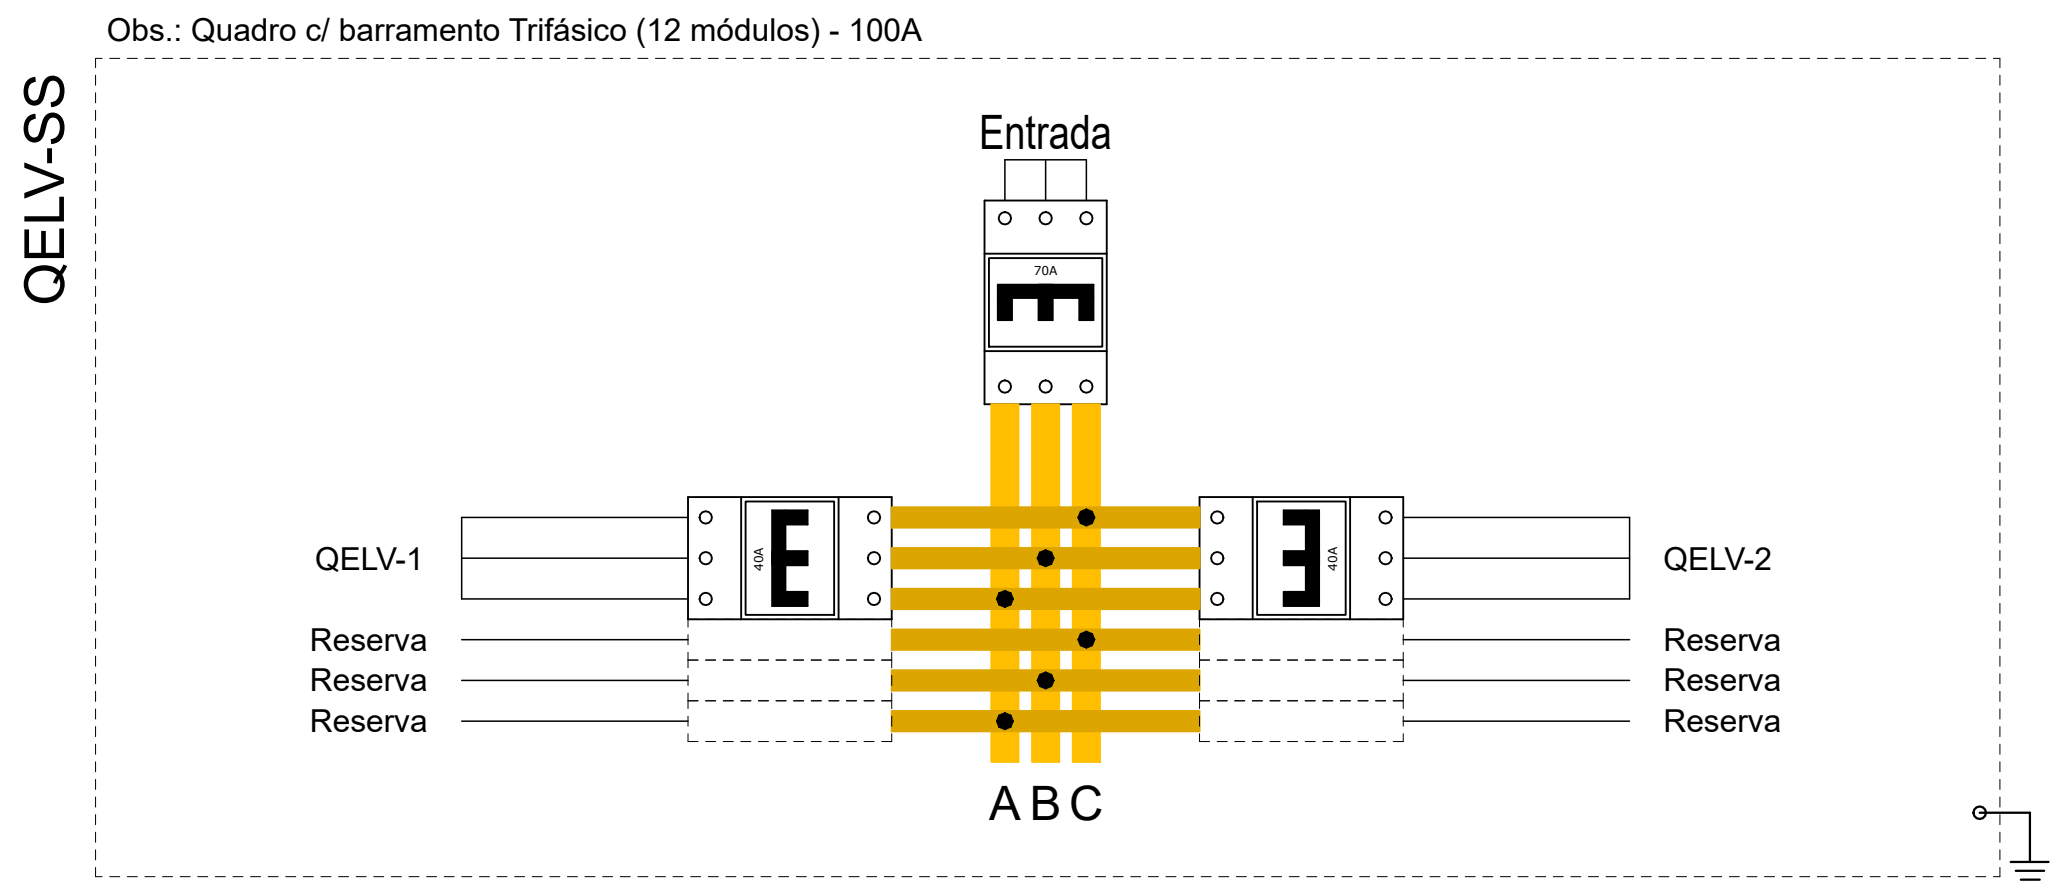 Obs.: Quadro c/ barramento Trifásico (12 módulos) - 100A
QELV-SS
Entrada
70A
40A
40A
QELV-1
QELV-2
Reserva
Reserva
Reserva
Reserva
Reserva
Reserva
A B C